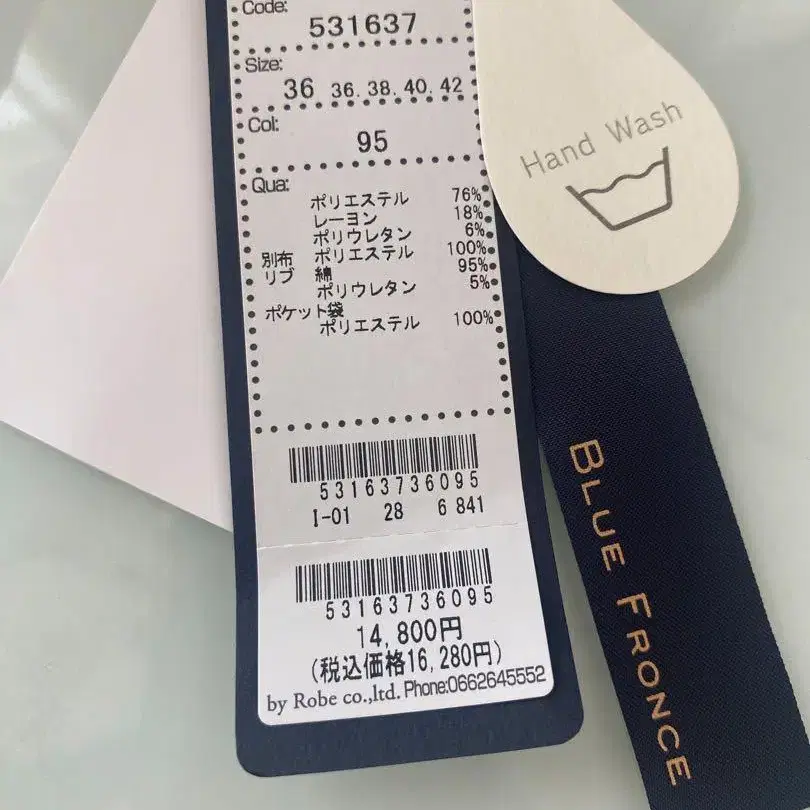 Code:
531637
Size:
36 36.38.40.42
Col:
95
Qua:
ポリエステル 76%
レーヨン 18%
ポリウレタン 6%
別布 ポリエステル 100%
リブ 綿 95%
ポリウレタン 5%
ポケット袋
ポリエステル 100%
53163736095
I-01 28 6 841
53163736095
14,800円
(税込価格16,280円)
by Robe co.,ltd. Phone:0662645552
Hand Wash
BLUE FRONCE